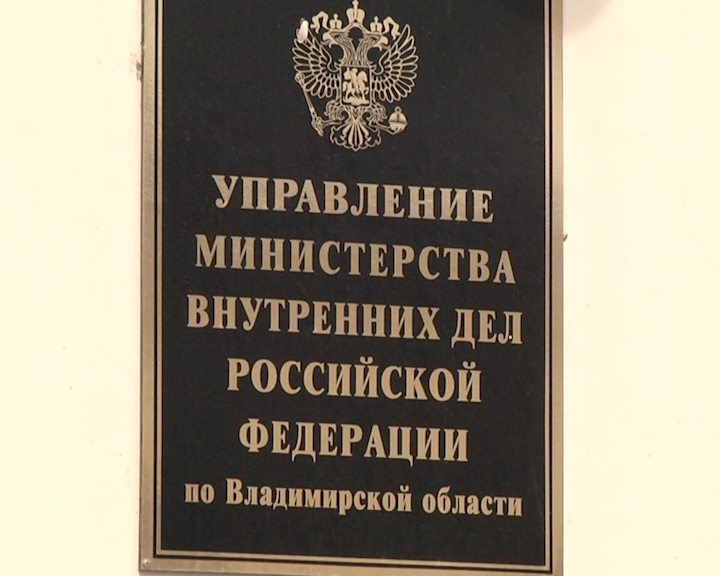 УПРАВЛЕНИЕ
МИНИСТЕРСТВА
ВНУТРЕННИХ ДЕЛ
РОССИЙСКОЙ
ФЕДЕРАЦИИ
по Владимирской области